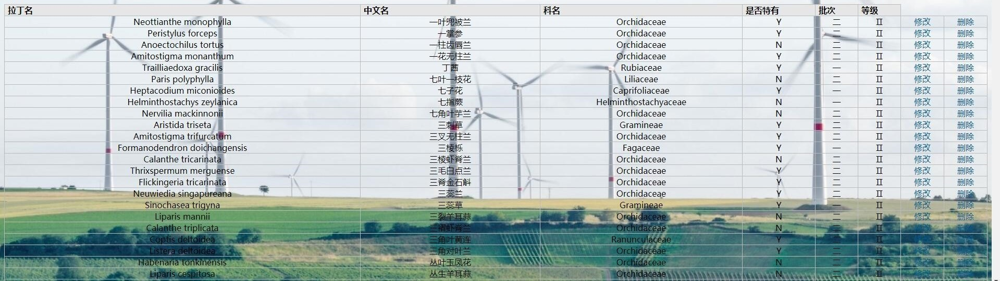 拉丁名 中文名 科名 是否特有 批次 等级
Neottianthe monophylla 一叶兜被兰 Orchidaceae Y 二 Ⅱ 修改 删除
Peristylus forceps 一掌参 Orchidaceae Y 二 Ⅱ 修改 删除
Anoectochilus tortus 一柱齿唇兰 Orchidaceae N 二 Ⅱ 修改 删除
Amitostigma monanthum 一花无柱兰 Orchidaceae Y 二 Ⅱ 修改 删除
Trailliaedoxa gracilis 丁茜 Rubiaceae Y 一 Ⅱ 修改 删除
Paris polyphylla 七叶一枝花 Liliaceae N 二 Ⅱ 修改 删除
Heptacodium miconioides 七子花 Caprifoliaceae Y 一 Ⅱ 修改 删除
Helminthostachys zeylanica 七指蕨 Helminthostachyaceae N 一 Ⅱ 修改 删除
Nervilia mackinnonii 七角叶芋兰 Orchidaceae N 二 Ⅱ 修改 删除
Aristida triseta 三刺草 Gramineae Y 二 Ⅱ 修改 删除
Amitostigma trifurcatum 三叉无柱兰 Orchidaceae Y 二 Ⅱ 修改 删除
Formanodendron doichangensis 三棱栎 Fagaceae Y 一 Ⅱ 修改 删除
Calanthe tricarinata 三棱虾脊兰 Orchidaceae N 二 Ⅱ 修改 删除
Thrixspermum merguense 三毛白点兰 Orchidaceae Y 二 Ⅱ 修改 删除
Flickingeria tricarinata 三脊金石斛 Orchidaceae Y 二 Ⅱ 修改 删除
Neuwiedia singapureana 三蕊兰 Orchidaceae Y 二 Ⅱ 修改 删除
Sinochasea trigyna 三蕊草 Gramineae Y 一 Ⅱ 修改 删除
Liparis mannii 三裂羊耳蒜 Orchidaceae N 二 Ⅱ 修改 删除
Calanthe triplicata 三褶虾脊兰 Orchidaceae N 二 Ⅱ 修改 删除
Coptis deltoidea 三角叶黄连 Ranunculaceae Y 二 Ⅱ 修改 删除
Listera deltoidea 三角对叶兰 Orchidaceae Y 二 Ⅱ 修改 删除
Habenaria tonkinensis 丛叶玉凤花 Orchidaceae N 二 Ⅱ 修改 删除
Liparis cespitosa 丛生羊耳蒜 Orchidaceae N 二 Ⅱ 修改 删除